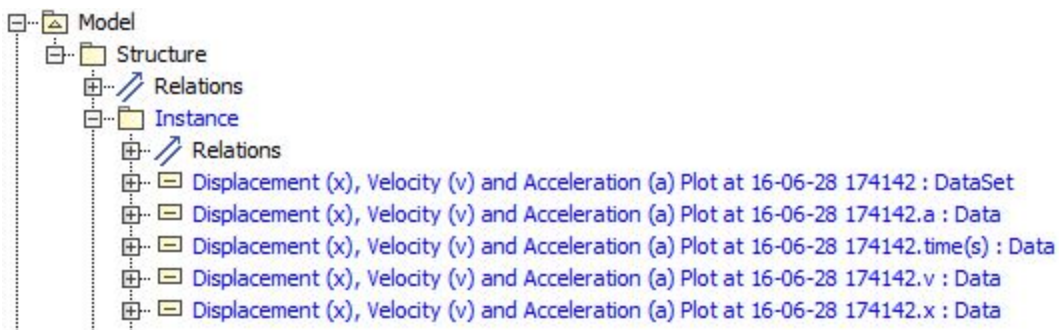 Model
Structure
Relations
Instance
Relations
Displacement (x), Velocity (v) and Acceleration (a) Plot at 16-06-28 174142 : DataSet
Displacement (x), Velocity (v) and Acceleration (a) Plot at 16-06-28 174142.a : Data
Displacement (x), Velocity (v) and Acceleration (a) Plot at 16-06-28 174142.time(s) : Data
Displacement (x), Velocity (v) and Acceleration (a) Plot at 16-06-28 174142.v : Data
Displacement (x), Velocity (v) and Acceleration (a) Plot at 16-06-28 174142.x : Data